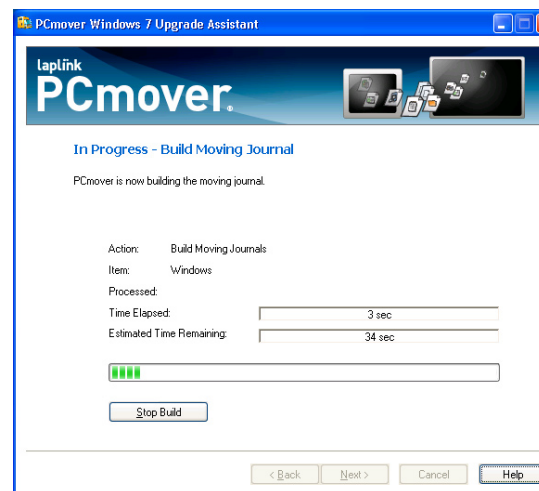 PCmover Windows 7 Upgrade Assistant
laplink
PCmover.
In Progress - Build Moving Journal
PCmover is now building the moving journal.
Action: Build Moving Journals
Item: Windows
Processed:
Time Elapsed: 3 sec
Estimated Time Remaining: 34 sec
Stop Build
< Back Next > Cancel Help